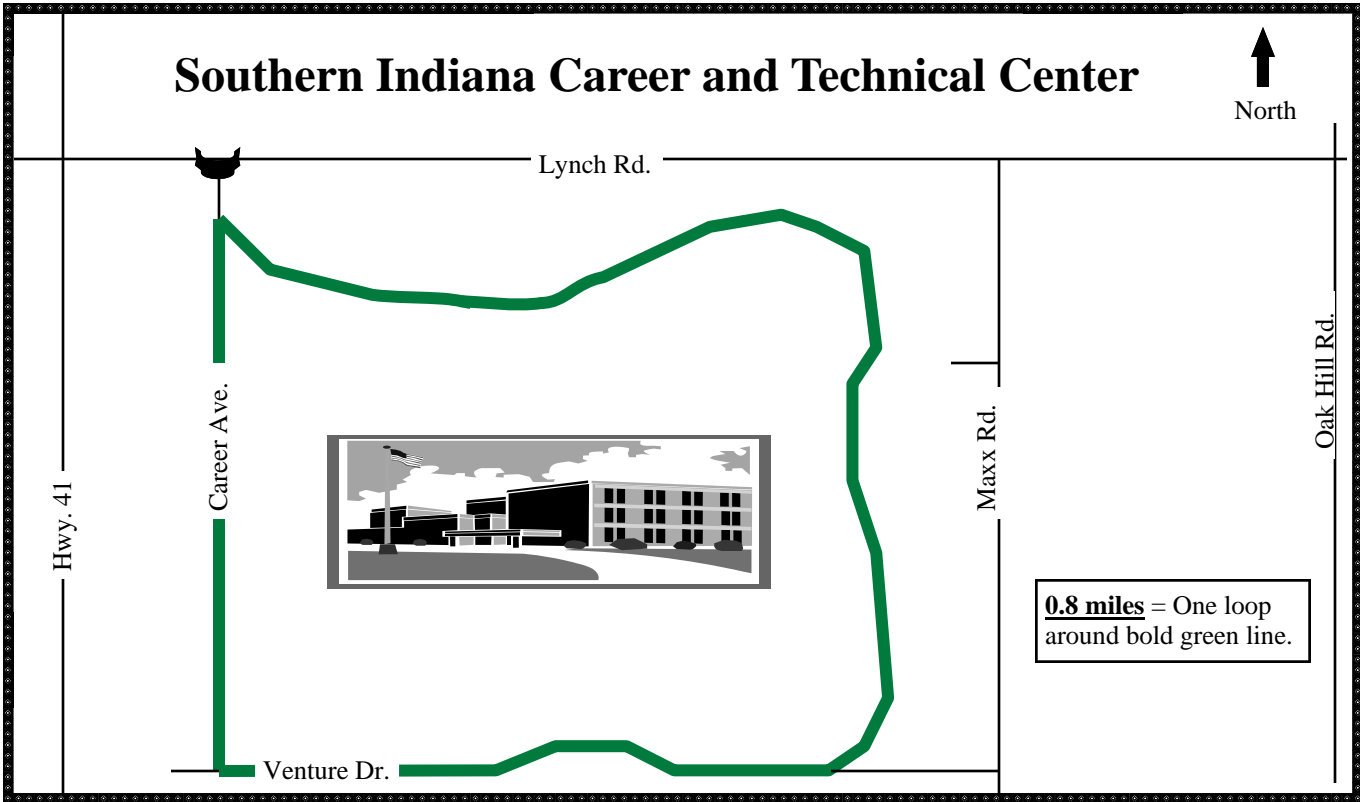 Southern Indiana Career and Technical Center
North
Lynch Rd.
Oak Hill Rd.
Career Ave.
Maxx Rd.
Hwy. 41
0.8 miles = One loop
around bold green line.
Venture Dr.